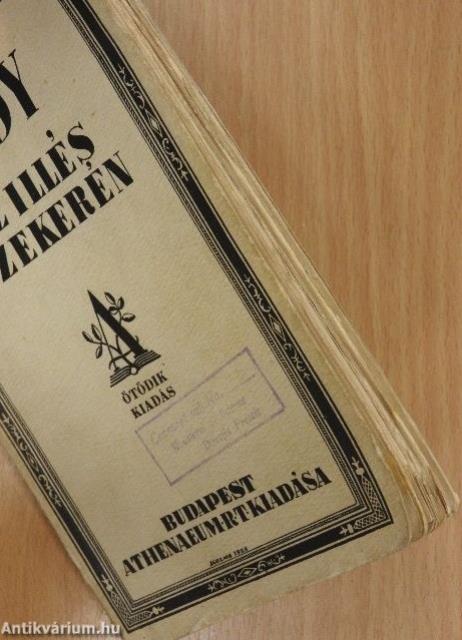 DY
ILLÉS
ZEKERÉN
A
ÖTÖDIK
KIADÁS
BUDAPEST
ATHENAEUM·R·T·KIADÁSA
Antikvárium.hu